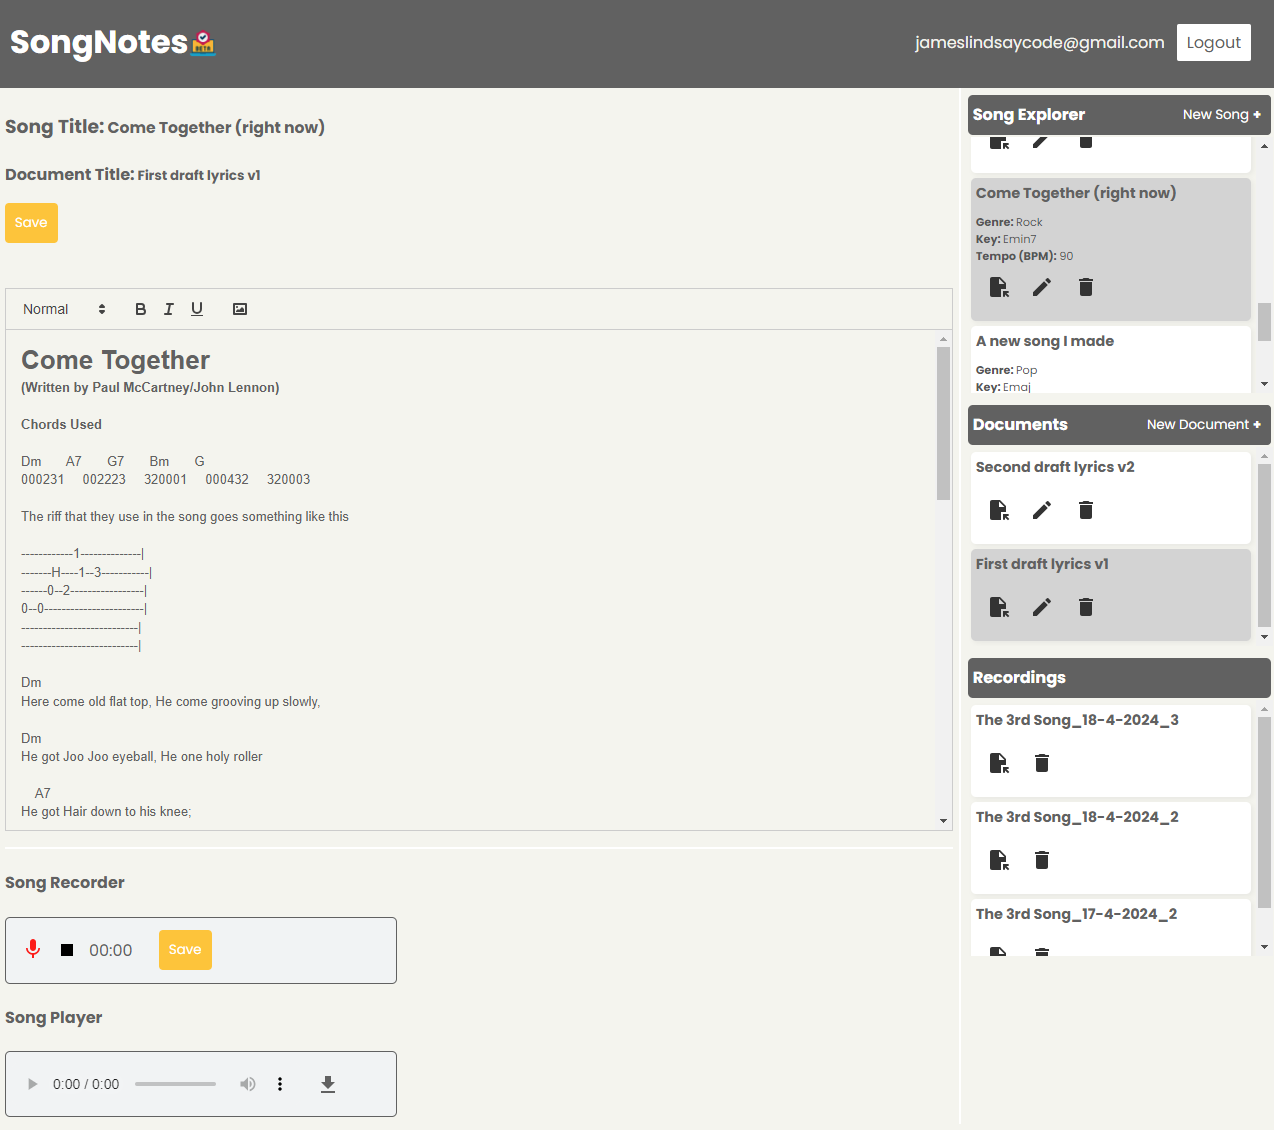 SongNotes BETA
jameslindsaycode@gmail.com
Logout
Song Title: Come Together (right now)
Document Title: First draft lyrics v1
Save
Normal
B I U
Come Together
(Written by Paul McCartney/John Lennon)
Chords Used
Dm A7 G7 Bm G
000231 002223 320001 000432 320003
The riff that they use in the song goes something like this
------------1--------------|
-------H----1--3-----------|
------0--2-----------------|
0--0-----------------------|
---------------------------|
---------------------------|
Dm
Here come old flat top, He come grooving up slowly,
Dm
He got Joo Joo eyeball, He one holy roller
A7
He got Hair down to his knee;
Song Recorder
00:00
Save
Song Player
0:00 / 0:00
Song Explorer
New Song +
Come Together (right now)
Genre: Rock
Key: Emin7
Tempo (BPM): 90
A new song I made
Genre: Pop
Key: Emaj
Documents
New Document +
Second draft lyrics v2
First draft lyrics v1
Recordings
The 3rd Song_18-4-2024_3
The 3rd Song_18-4-2024_2
The 3rd Song_17-4-2024_2